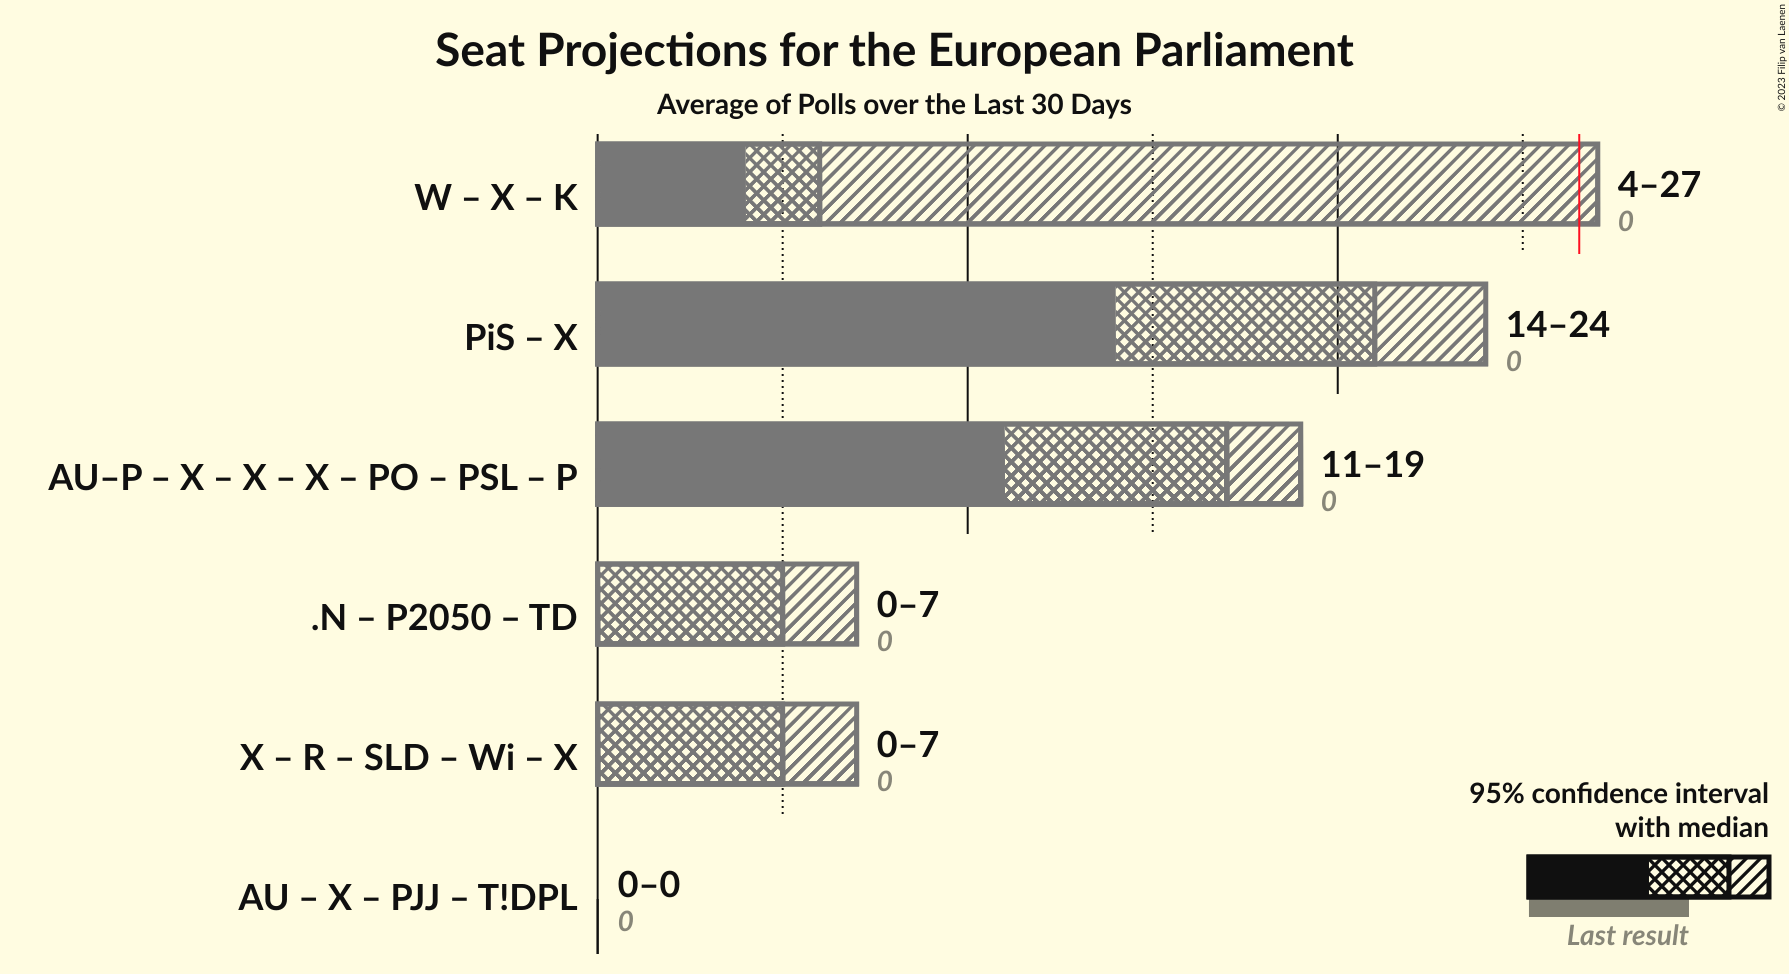 Seat Projections for the European Parliament
Average of Polls over the Last 30 Days
© 2023 Filip van Laenen
W – X – K
4–27
0
PiS – X
14–24
0
AU–P – X – X – X – PO – PSL – P
11–19
0
.N – P2050 – TD
0–7
0
X – R – SLD – Wi – X
0–7
0
AU – X – PJJ – T!DPL
0–0
0
95% confidence interval
with median
Last result